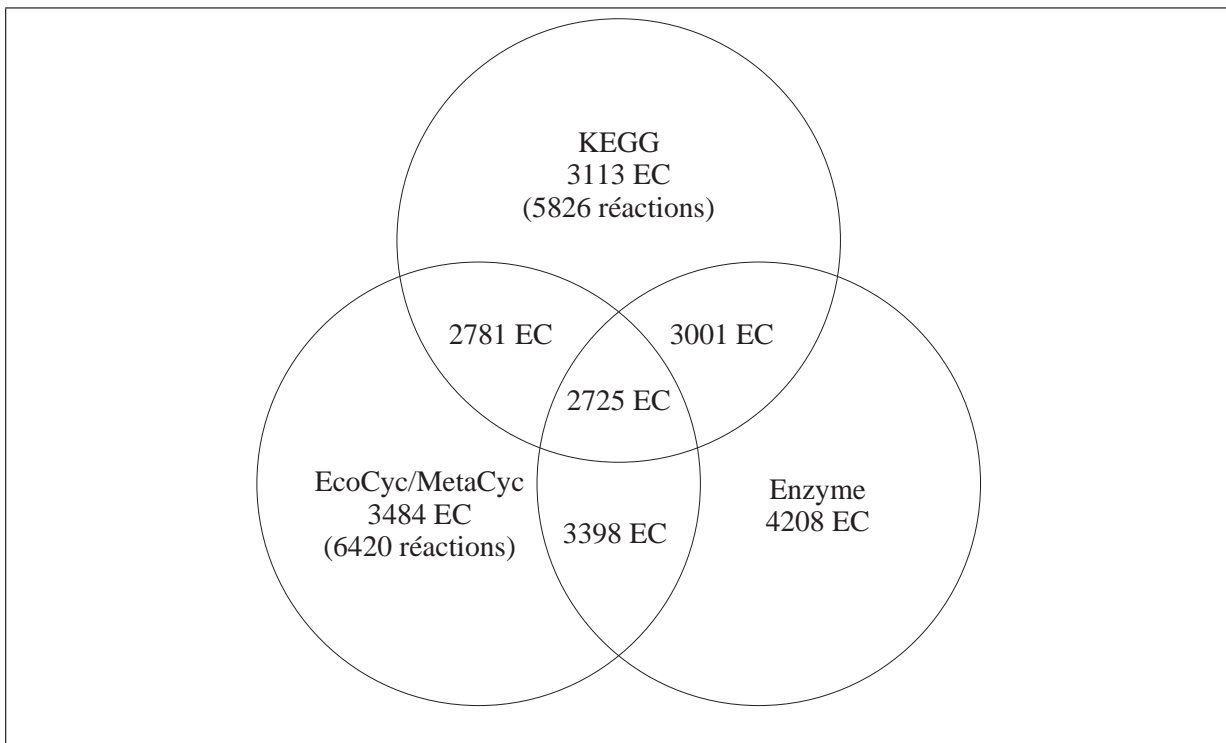 KEGG
3113 EC
(5826 réactions)
2781 EC
3001 EC
2725 EC
EcoCyc/MetaCyc
3484 EC
(6420 réactions)
3398 EC
Enzyme
4208 EC